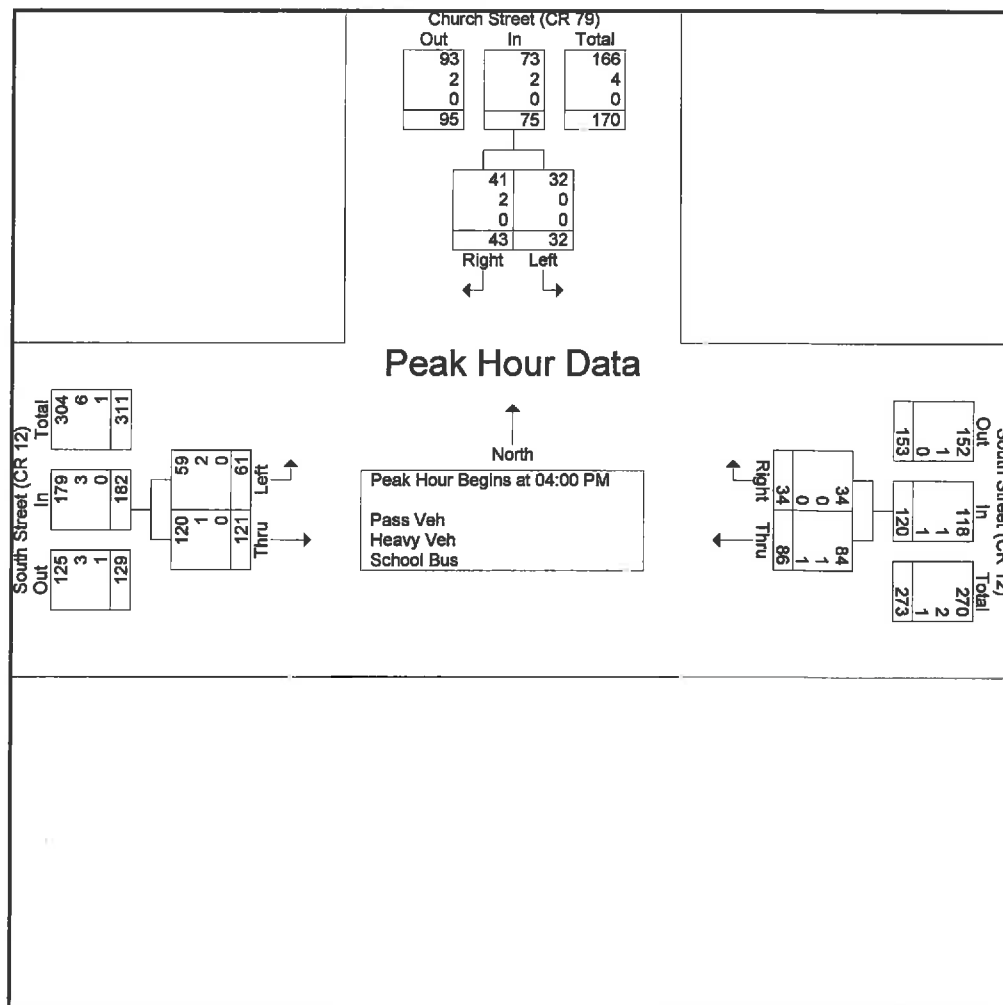 Church Street (CR 79)
Out In Total
93 73 166
2 2 4
0 0 0
95 75 170
41 32
2 0
0 0
43 32
Right Left
Peak Hour Data
North
Peak Hour Begins at 04:00 PM
Pass Veh
Heavy Veh
School Bus
South Street (CR 12)
Out In Total
125 179 304
3 3 6
1 0 1
129 182 311
120 59
1 2
0 0
121 61
Thru Left
South Street (CR 12)
Out In Total
152 118 270
1 1 2
0 1 1
153 120 273
34 84
0 1
0 1
34 86
Right Thru